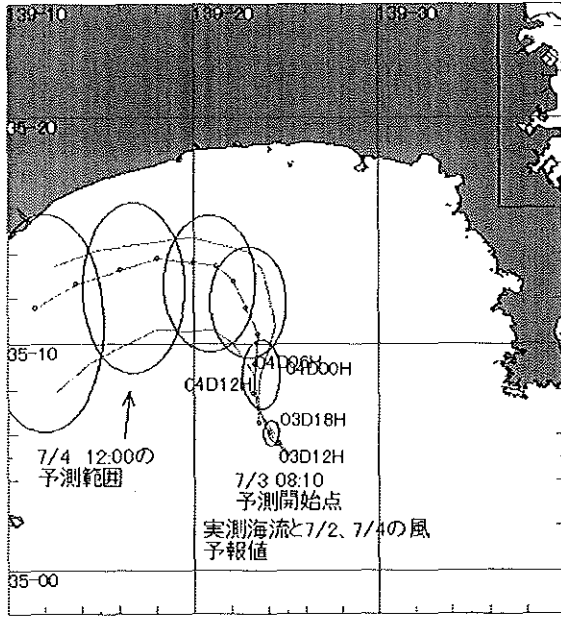 139-10
139-20
139-30
35-20
35-10
04D06H
04D00H
04D12H
03D18H
03D12H
7/4 12:00の
予測範囲
7/3 08:10
予測開始点
実測海流と7/2、7/4の風
予報値
35-00